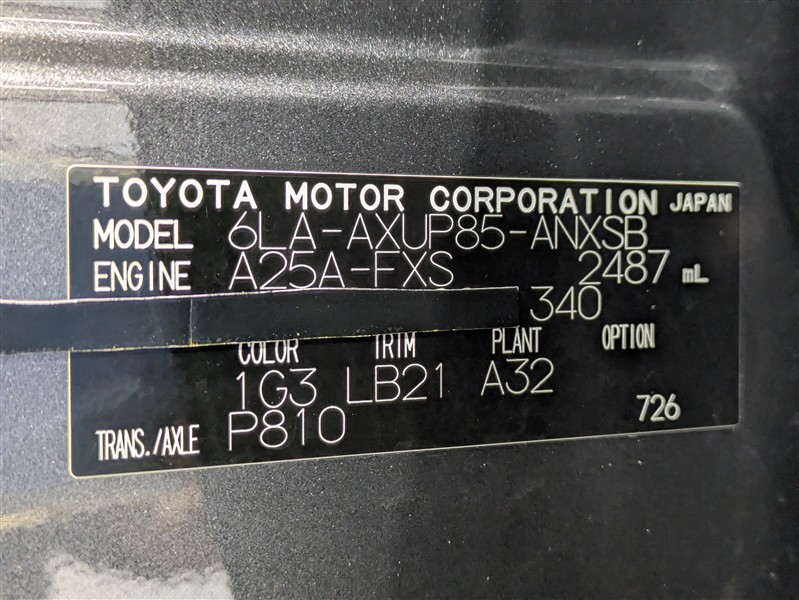 TOYOTA MOTOR CORPORATION JAPAN
MODEL 6LA-AXUP85-ANXSB
ENGINE A25A-FXS 2487 mL
340
COLOR TRIM PLANT OPTION
1G3 LB21 A32
TRANS./AXLE P810 726